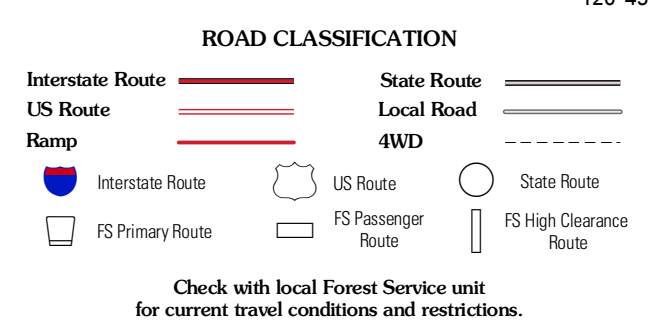 ROAD CLASSIFICATION
Interstate Route
State Route
US Route
Local Road
Ramp
4WD
Interstate Route
US Route
State Route
FS Primary Route
FS Passenger
Route
FS High Clearance
Route
Check with local Forest Service unit
for current travel conditions and restrictions.